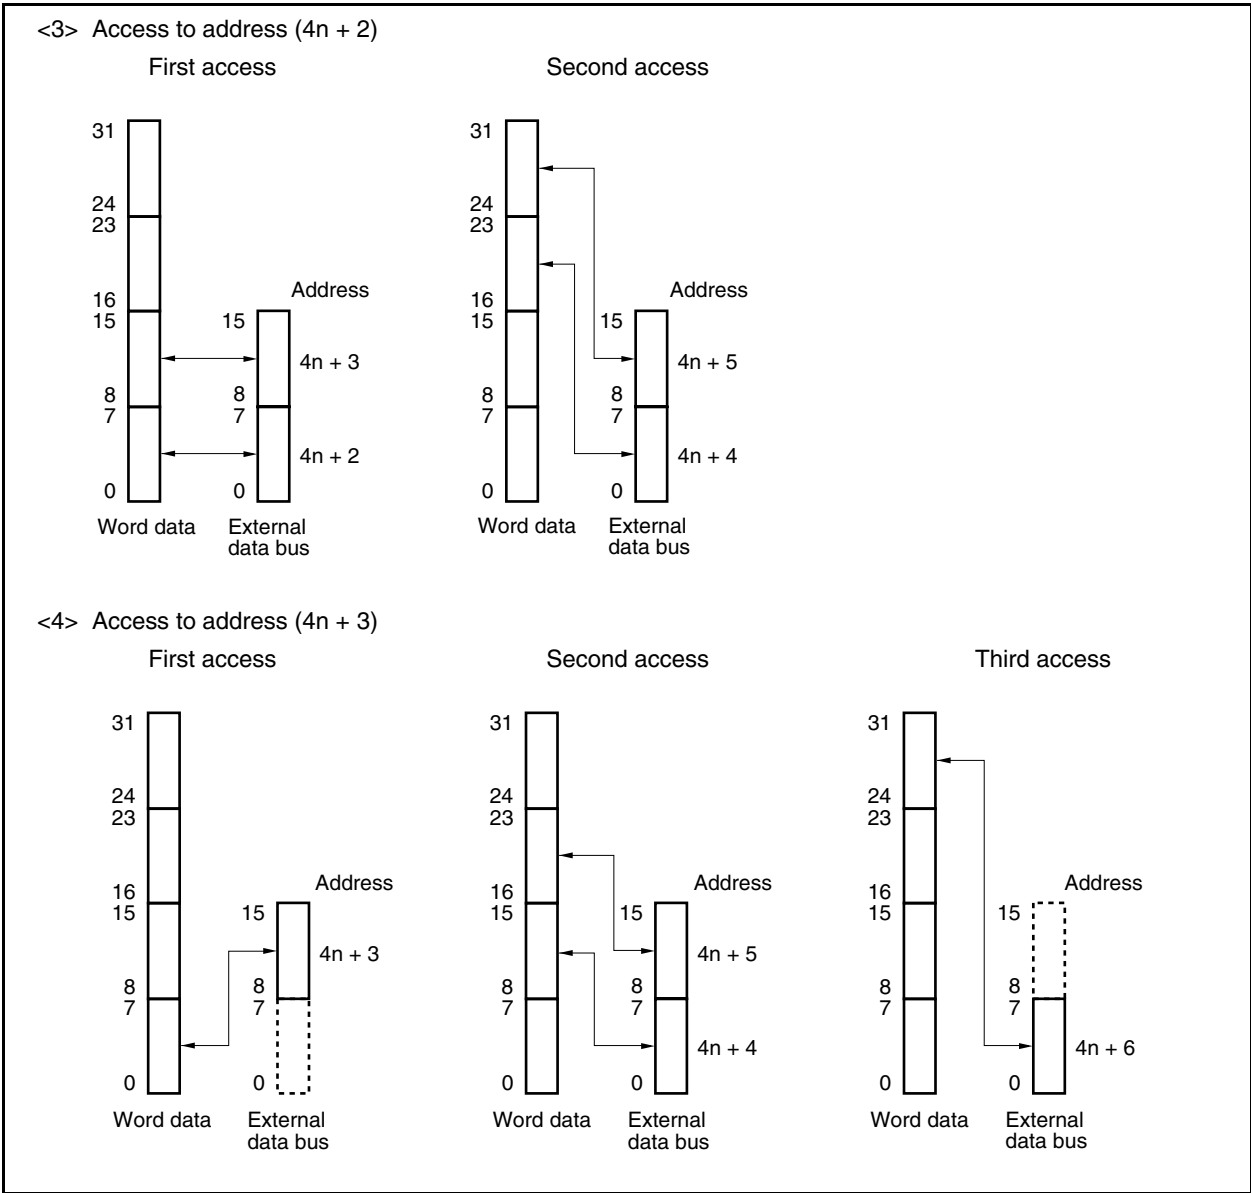 <3> Access to address (4n + 2)
First access
31
24
23
16
15
8
7
0
Word data
Address
15
4n + 3
8
7
4n + 2
0
External
data bus
Second access
31
24
23
16
15
8
7
0
Word data
Address
15
4n + 5
8
7
4n + 4
0
External
data bus
<4> Access to address (4n + 3)
First access
31
24
23
16
15
8
7
0
Word data
Address
15
4n + 3
8
7
0
External
data bus
Second access
31
24
23
16
15
8
7
0
Word data
Address
15
4n + 5
8
7
4n + 4
0
External
data bus
Third access
31
24
23
16
15
8
7
0
Word data
Address
15
8
7
4n + 6
0
External
data bus